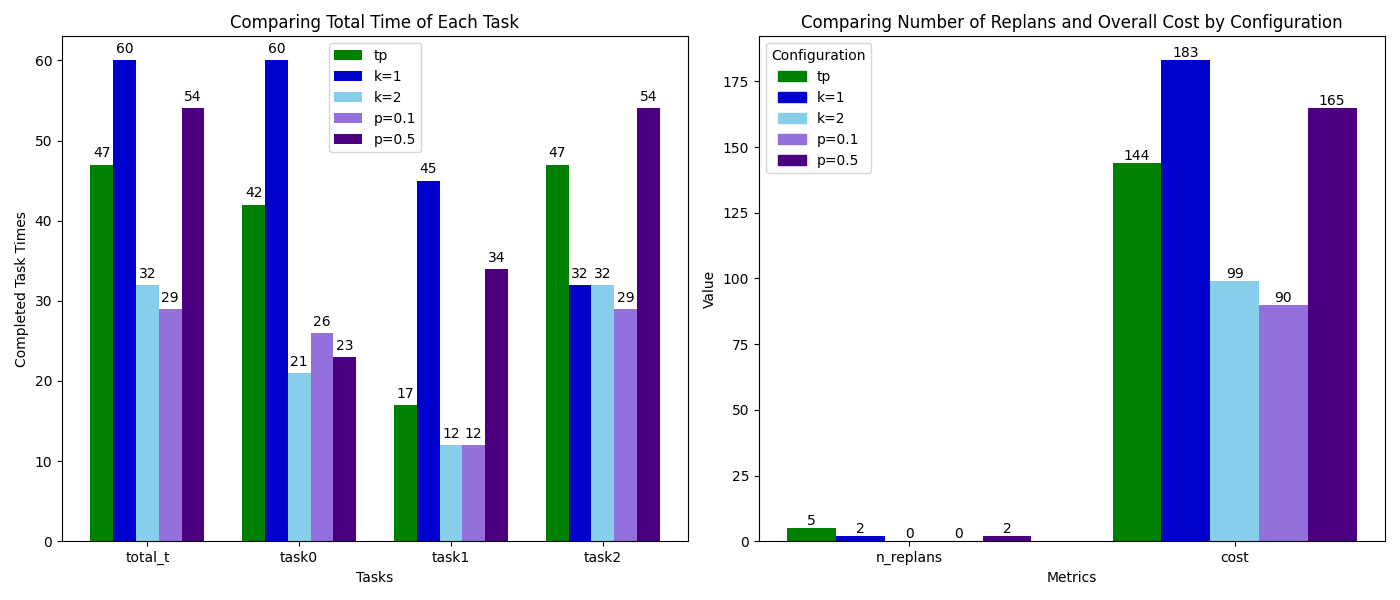 Comparing Total Time of Each Task
Completed Task Times
60
50
40
30
20
10
0
tp
k=1
k=2
p=0.1
p=0.5
47
60
32
29
54
42
60
21
26
23
17
45
12
12
34
47
32
32
29
54
total_t
task0
task1
task2
Tasks
Comparing Number of Replans and Overall Cost by Configuration
Value
175
150
125
100
75
50
25
0
Configuration
tp
k=1
k=2
p=0.1
p=0.5
5
2
0
0
2
144
183
99
90
165
n_replans
cost
Metrics